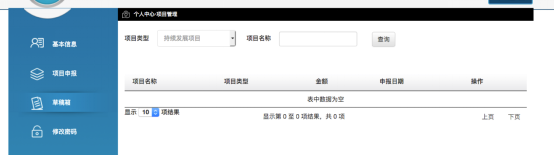 个人中心-项目管理
基本信息
项目申报
草稿箱
修改密码
项目类型 持续发展项目 项目名称 查询
项目名称 项目类型 金额 申报日期 操作
表中数据为空
显示 10 项结果
显示第 0 至 0 项结果，共 0 项
上页 下页